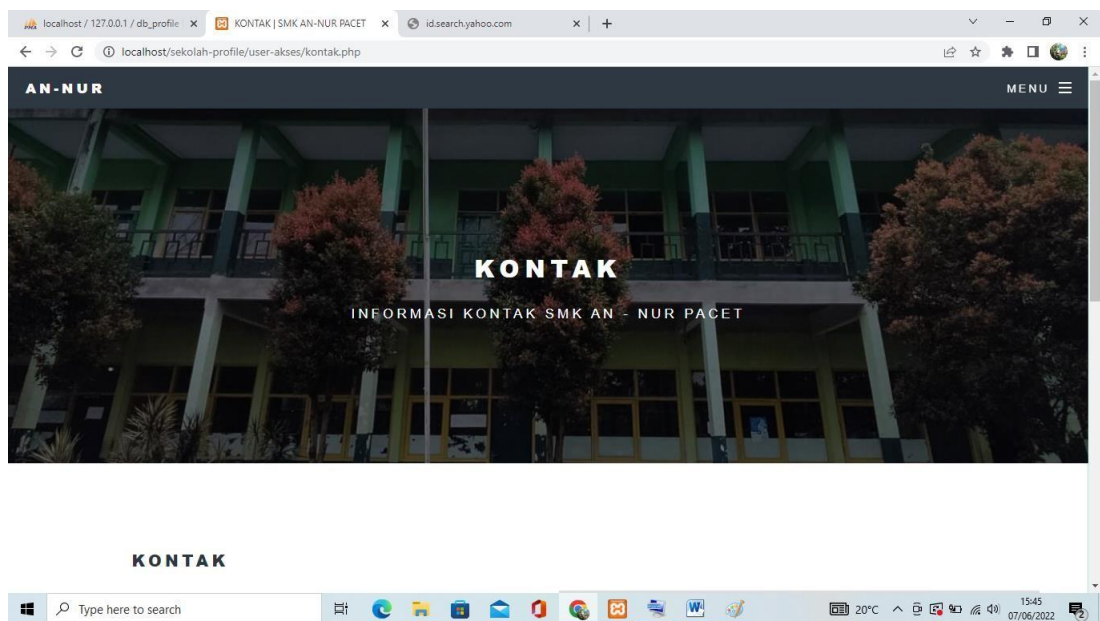 localhost / 127.0.0.1 / db_profile
KONTAK | SMK AN-NUR PACET
id.search.yahoo.com
localhost/sekolah-profile/user-akses/kontak.php
AN-NUR
MENU
KONTAK
INFORMASI KONTAK SMK AN - NUR PACET
KONTAK
Type here to search
20°C
15:45
07/06/2022
2